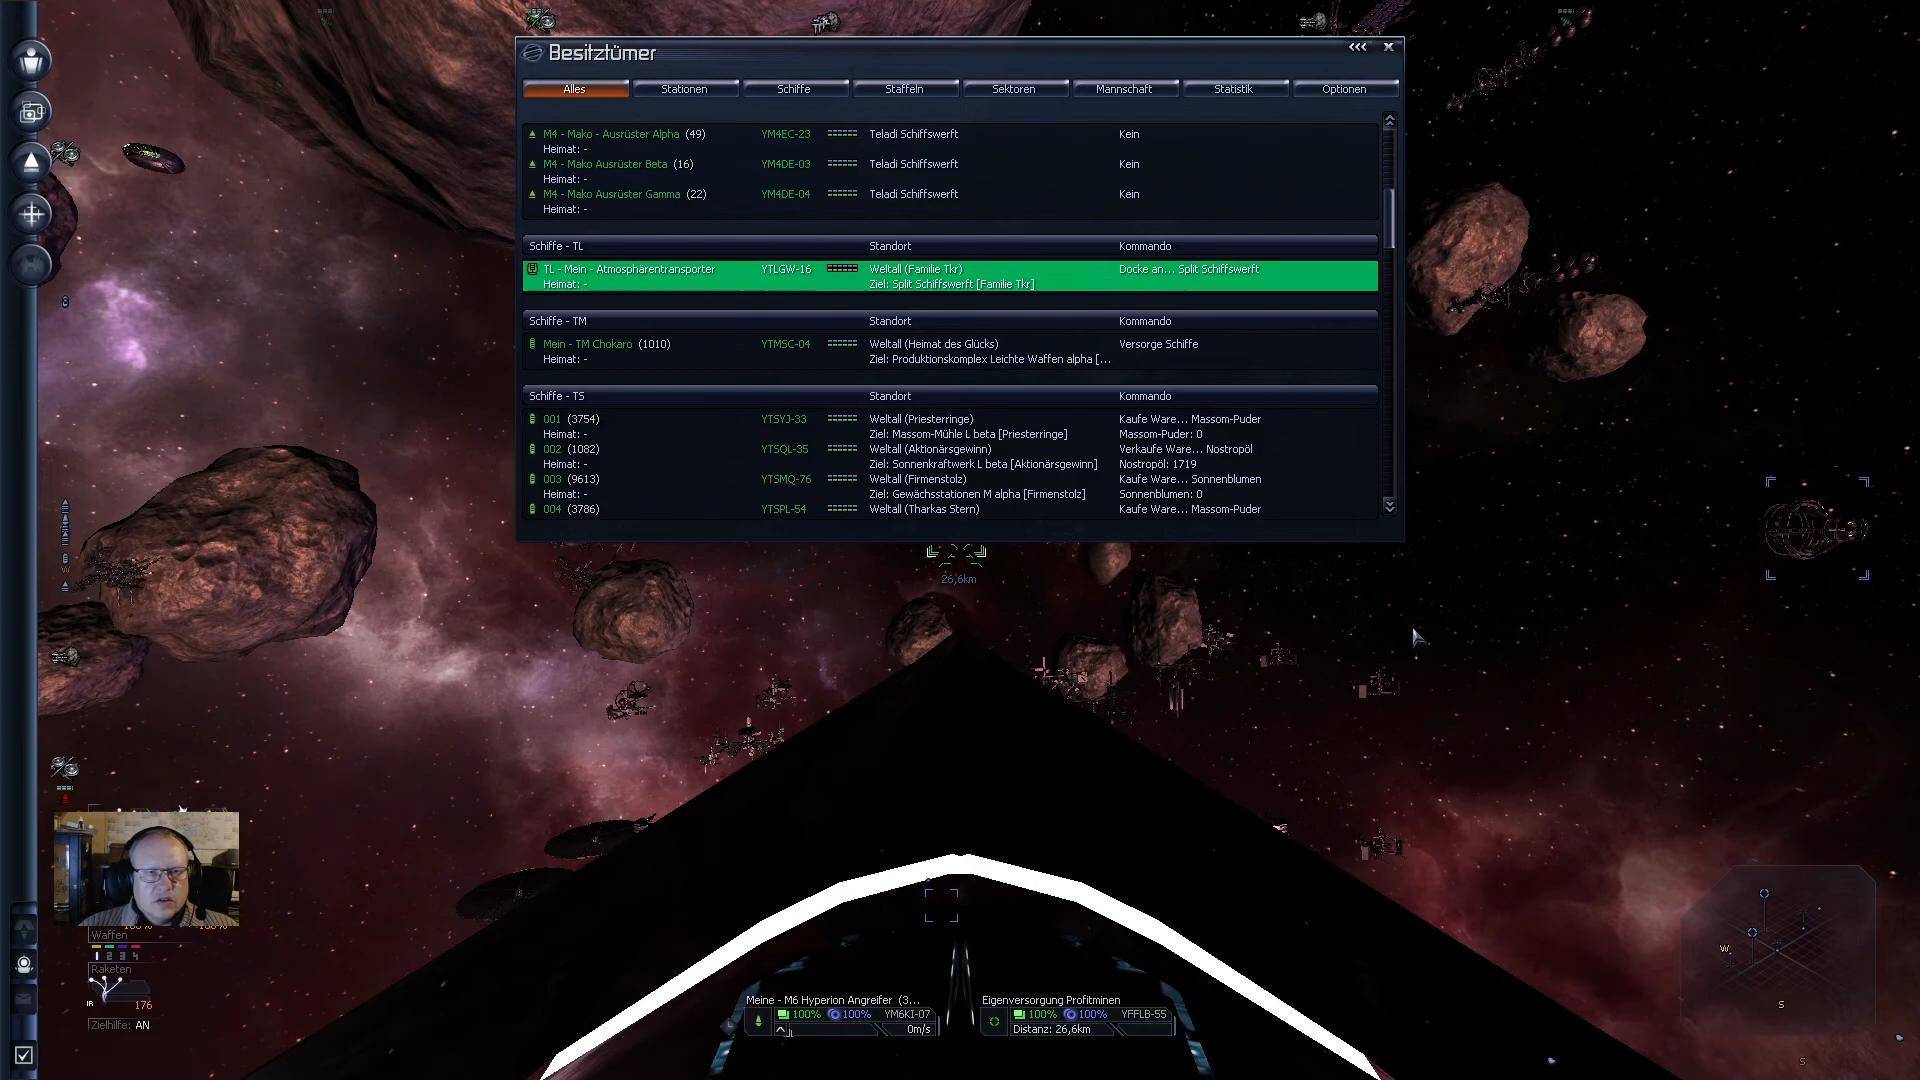 Besitztümer
Alles Stationen Schiffe Staffeln Sektoren Mannschaft Statistik Optionen
M4 - Mako - Ausrüster Alpha (49) YM4EC-23 Teladi Schiffswerft Kein
Heimat: -
M4 - Mako Ausrüster Beta (16) YM4DE-03 Teladi Schiffswerft Kein
Heimat: -
M4 - Mako Ausrüster Gamma (22) YM4DE-04 Teladi Schiffswerft Kein
Heimat: -
Schiffe - TL Standort Kommando
TL - Mein - Atmosphärentransporter YTLGW-16 Weltall (Familie Tkr) Docke an... Split Schiffswerft
Heimat: - Ziel: Split Schiffswerft [Familie Tkr]
Schiffe - TM Standort Kommando
Mein - TM Chokaro (1010) YTMSC-04 Weltall (Heimat des Glücks) Versorge Schiffe
Heimat: - Ziel: Produktionskomplex Leichte Waffen alpha [...
Schiffe - TS Standort Kommando
001 (3754) YTSYJ-33 Weltall (Priesterringe) Kaufe Ware... Massom-Puder
Heimat: - Ziel: Massom-Mühle L beta [Priesterringe] Massom-Puder: 0
002 (1082) YTSQL-35 Weltall (Aktionärsgewinn) Verkaufe Ware... Nostropöl
Heimat: - Ziel: Sonnenkraftwerk L beta [Aktionärsgewinn] Nostropöl: 1719
003 (9613) YTSMQ-76 Weltall (Firmenstolz) Kaufe Ware... Sonnenblumen
Heimat: - Ziel: Gewächsstationen M alpha [Firmenstolz] Sonnenblumen: 0
004 (3786) YTSPL-54 Weltall (Tharkas Stern) Kaufe Ware... Massom-Puder
26,6km
Waffen
1 2 3 4
Raketen
IR 176
Zielhilfe: AN
Meine - M6 Hyperion Angreifer (3...
100% 100% YM6KI-07
0m/s
Eigenversorgung Profitminen
100% 100% YFFLB-55
Distanz: 26,6km
W
S
S